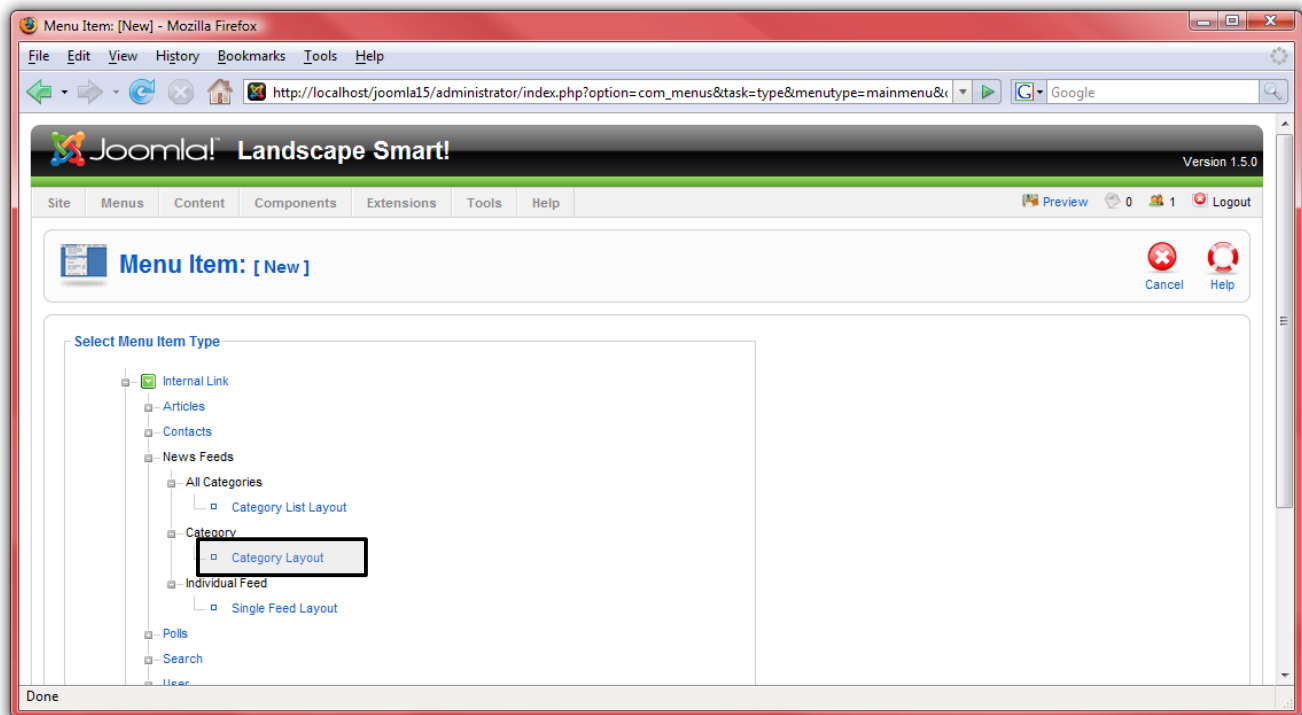 Menu Item: [New] - Mozilla Firefox
File Edit View History Bookmarks Tools Help
http://localhost/joomla15/administrator/index.php?option=com_menus&task=type&menutype=mainmenu& Google
Joomla! Landscape Smart!
Version 1.5.0
Site Menus Content Components Extensions Tools Help Preview 0 1 Logout
Menu Item: [ New ]
Cancel Help
Select Menu Item Type
Internal Link
Articles
Contacts
News Feeds
All Categories
Category List Layout
Category
Category Layout
Individual Feed
Single Feed Layout
Polls
Search
User
Done